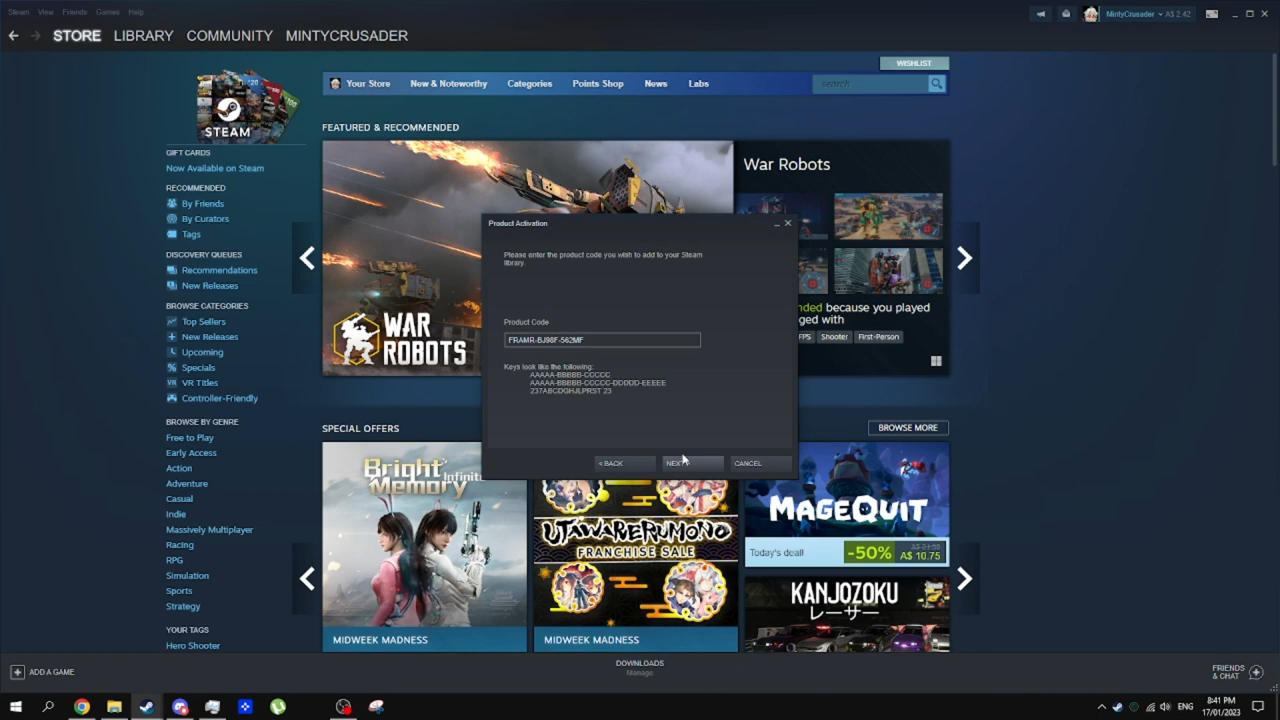 Steam View Friends Games Help
MintyCrusader A$ 2.42
STORE LIBRARY COMMUNITY MINTYCRUSADER
WISHLIST
Your Store New & Noteworthy Categories Points Shop News Labs
search
STEAM
$20
GIFT CARDS
Now Available on Steam
RECOMMENDED
By Friends
By Curators
Tags
DISCOVERY QUEUES
Recommendations
New Releases
BROWSE CATEGORIES
Top Sellers
New Releases
Upcoming
Specials
VR Titles
Controller-Friendly
BROWSE BY GENRE
Free to Play
Early Access
Action
Adventure
Casual
Indie
Massively Multiplayer
Racing
RPG
Simulation
Sports
Strategy
YOUR TAGS
Hero Shooter
FEATURED & RECOMMENDED
WAR
ROBOTS
War Robots
nded because you played
ged with
FPS Shooter First-Person
Product Activation
Please enter the product code you wish to add to your Steam
library.
Product Code
FRAMR-BJ98F-562MF
Keys look like the following:
AAAAA-BBBBB-CCCCC
AAAAA-BBBBB-CCCCC-DDDDD-EEEEE
237ABCDGHJLPRST 23
< BACK NEXT > CANCEL
SPECIAL OFFERS
BROWSE MORE
Bright
Memory Infinite
MIDWEEK MADNESS
UTAWARERUMONO
FRANCHISE SALE
MIDWEEK MADNESS
MAGEQUIT
Today's deal!
-50%
A$ 21.50
A$ 10.75
KANJOZOKU
レーサー
ADD A GAME
DOWNLOADS
Manage
FRIENDS
& CHAT
ENG
8:41 PM
17/01/2023